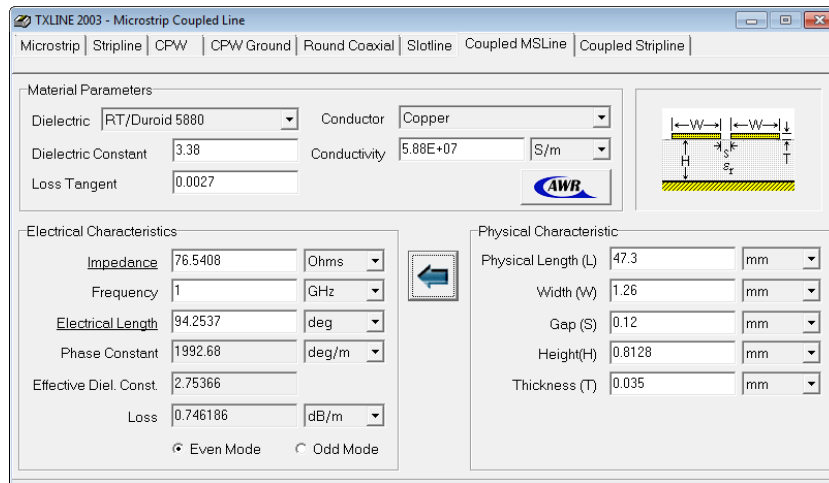 TXLINE 2003 - Microstrip Coupled Line
Microstrip Stripline CPW CPW Ground Round Coaxial Slotline Coupled MSLine Coupled Stripline
Material Parameters
Dielectric RT/Duroid 5880 Conductor Copper
Dielectric Constant 3.38 Conductivity 5.88E+07 S/m
Loss Tangent 0.0027 AWR
W W
S
H T
εr
Electrical Characteristics
Impedance 76.5408 Ohms
Frequency 1 GHz
Electrical Length 94.2537 deg
Phase Constant 1992.68 deg/m
Effective Diel. Const. 2.75366
Loss 0.746186 dB/m
Even Mode Odd Mode
Physical Characteristic
Physical Length (L) 47.3 mm
Width (W) 1.26 mm
Gap (S) 0.12 mm
Height(H) 0.8128 mm
Thickness (T) 0.035 mm